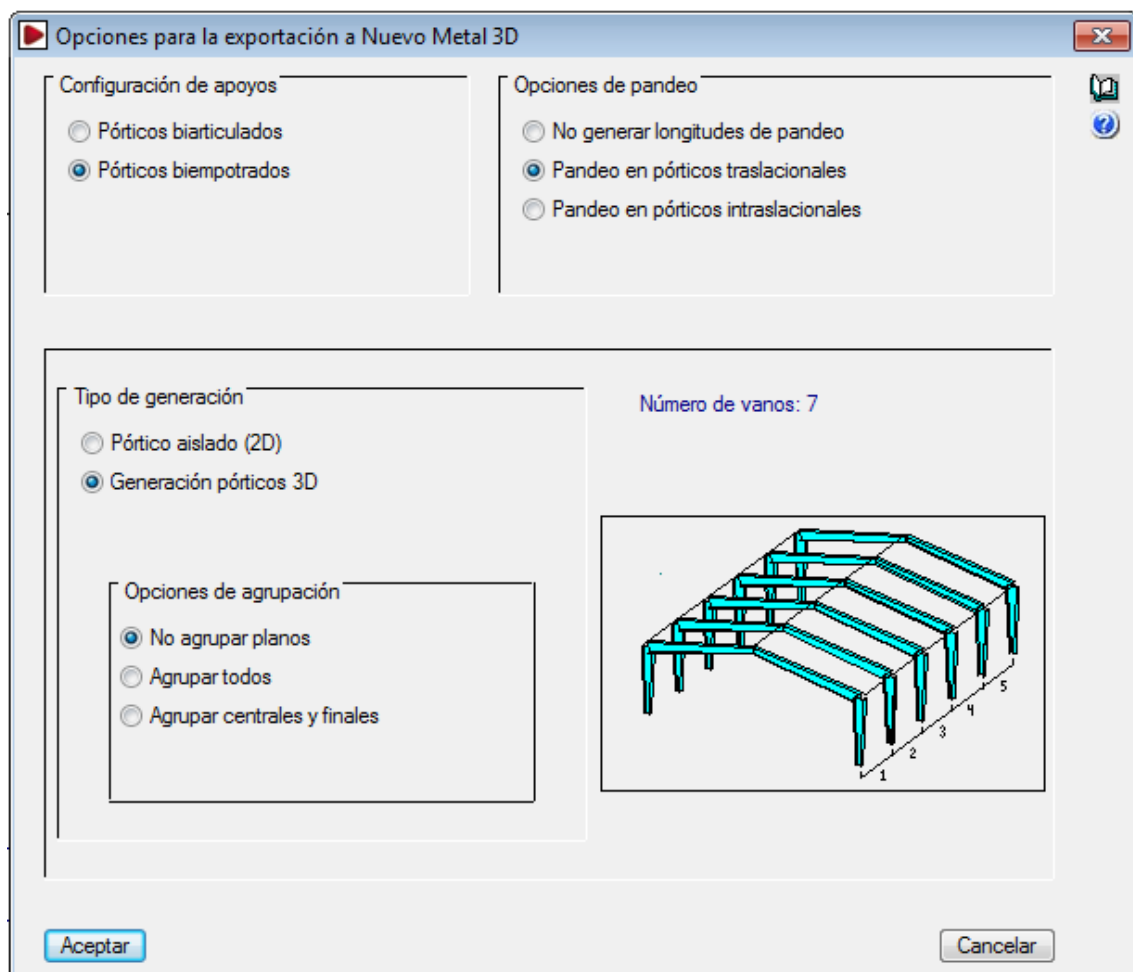 Opciones para la exportación a Nuevo Metal 3D
Configuración de apoyos
Pórticos biarticulados
Pórticos biempotrados
Opciones de pandeo
No generar longitudes de pandeo
Pandeo en pórticos traslacionales
Pandeo en pórticos intraslacionales
Tipo de generación
Pórtico aislado (2D)
Generación pórticos 3D
Opciones de agrupación
No agrupar planos
Agrupar todos
Agrupar centrales y finales
Número de vanos: 7
1
2
3
4
5
Aceptar
Cancelar